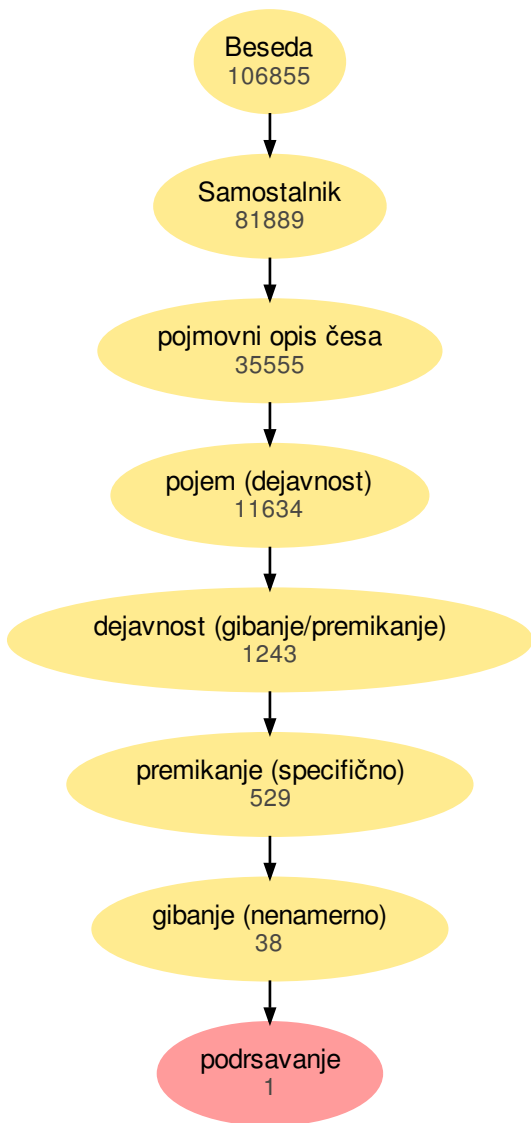 Beseda
106855
Samostalnik
81889
pojmovni opis česa
35555
pojem (dejavnost)
11634
dejavnost (gibanje/premikanje)
1243
premikanje (specifično)
529
gibanje (nenamerno)
38
podrsavanje
1